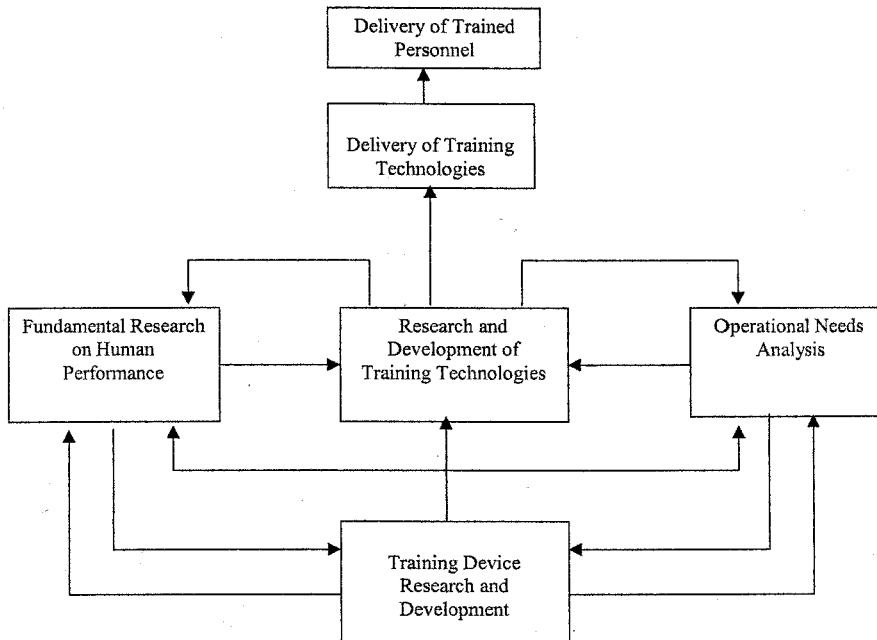 Delivery of Trained
Personnel
Delivery of Training
Technologies
Fundamental Research
on Human
Performance
Research and
Development of
Training Technologies
Operational Needs
Analysis
Training Device
Research and
Development